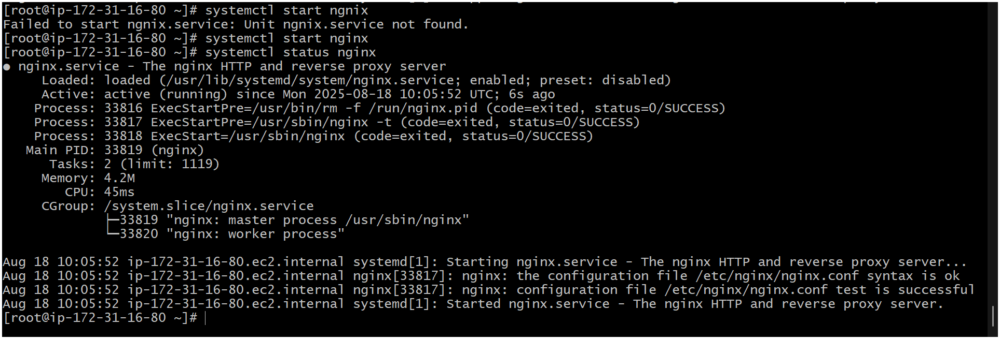 [root@ip-172-31-16-80 ~]# systemctl start ngnix
Failed to start ngnix.service: Unit ngnix.service not found.
[root@ip-172-31-16-80 ~]# systemctl start nginx
[root@ip-172-31-16-80 ~]# systemctl status nginx
● nginx.service - The nginx HTTP and reverse proxy server
     Loaded: loaded (/usr/lib/systemd/system/nginx.service; enabled; preset: disabled)
     Active: active (running) since Mon 2025-08-18 10:05:52 UTC; 6s ago
    Process: 33816 ExecStartPre=/usr/bin/rm -f /run/nginx.pid (code=exited, status=0/SUCCESS)
    Process: 33817 ExecStartPre=/usr/sbin/nginx -t (code=exited, status=0/SUCCESS)
    Process: 33818 ExecStart=/usr/sbin/nginx (code=exited, status=0/SUCCESS)
   Main PID: 33819 (nginx)
      Tasks: 2 (limit: 1119)
     Memory: 4.2M
        CPU: 45ms
     CGroup: /system.slice/nginx.service
             ├─33819 "nginx: master process /usr/sbin/nginx"
             └─33820 "nginx: worker process"

Aug 18 10:05:52 ip-172-31-16-80.ec2.internal systemd[1]: Starting nginx.service - The nginx HTTP and reverse proxy server...
Aug 18 10:05:52 ip-172-31-16-80.ec2.internal nginx[33817]: nginx: the configuration file /etc/nginx/nginx.conf syntax is ok
Aug 18 10:05:52 ip-172-31-16-80.ec2.internal nginx[33817]: nginx: configuration file /etc/nginx/nginx.conf test is successful
Aug 18 10:05:52 ip-172-31-16-80.ec2.internal systemd[1]: Started nginx.service - The nginx HTTP and reverse proxy server.
[root@ip-172-31-16-80 ~]#